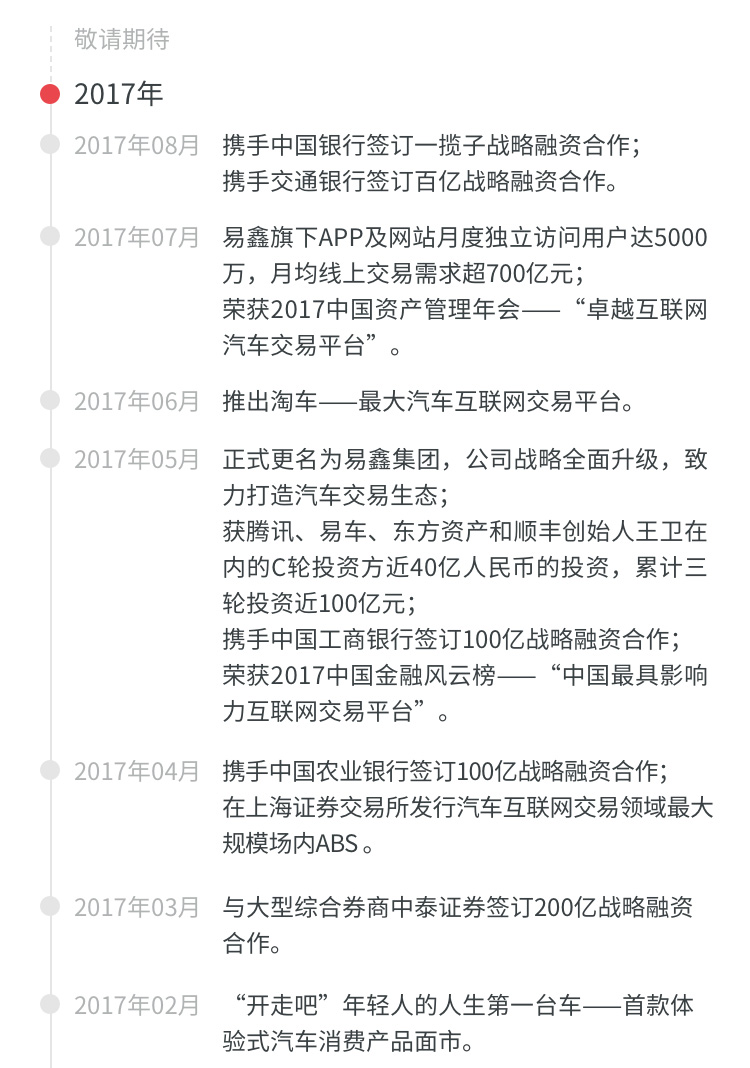 敬请期待
2017年
2017年08月 携手中国银行签订一揽子战略融资合作；
携手交通银行签订百亿战略融资合作。
2017年07月 易鑫旗下APP及网站月度独立访问用户达5000
万，月均线上交易需求超700亿元；
荣获2017中国资产管理年会——“卓越互联网
汽车交易平台”。
2017年06月 推出淘车——最大汽车互联网交易平台。
2017年05月 正式更名为易鑫集团，公司战略全面升级，致
力打造汽车交易生态；
获腾讯、易车、东方资产和顺丰创始人王卫在
内的C轮投资方近40亿人民币的投资，累计三
轮投资近100亿元；
携手中国工商银行签订100亿战略融资合作；
荣获2017中国金融风云榜——“中国最具影响
力互联网交易平台”。
2017年04月 携手中国农业银行签订100亿战略融资合作；
在上海证券交易所发行汽车互联网交易领域最大
规模场内ABS。
2017年03月 与大型综合券商中泰证券签订200亿战略融资
合作。
2017年02月 “开走吧”年轻人的人生第一台车——首款体
验式汽车消费产品面市。